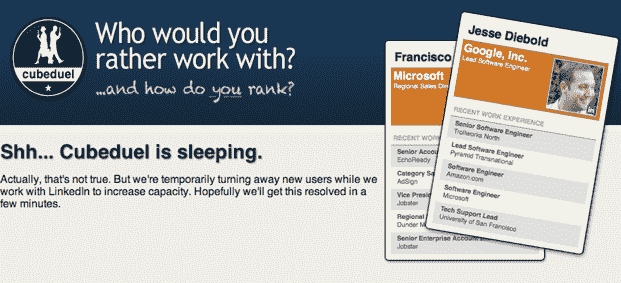 cubeduel
Who would you
rather work with?
...and how do you rank?
Shh... Cubeduel is sleeping.
Actually, that's not true. But we're temporarily turning away new users while we
work with LinkedIn to increase capacity. Hopefully we'll get this resolved in a
few minutes.
Francisco
Microsoft
Regional Sales Dir
RECENT WORK
Senior Accou
EchoReady
Category Sa
AdSign
Vice Presid
Jobster
Regional
Dunder M
Senior Enterprise Account
Jobster
Jesse Diebold
Google, Inc.
Lead Software Engineer
in
RECENT WORK EXPERIENCE
Senior Software Engineer
Trollworks North
Lead Software Engineer
Pyramid Transnational
Software Engineer
Amazon.com
Software Engineer
Microsoft
Tech Support Lead
University of San Francisco